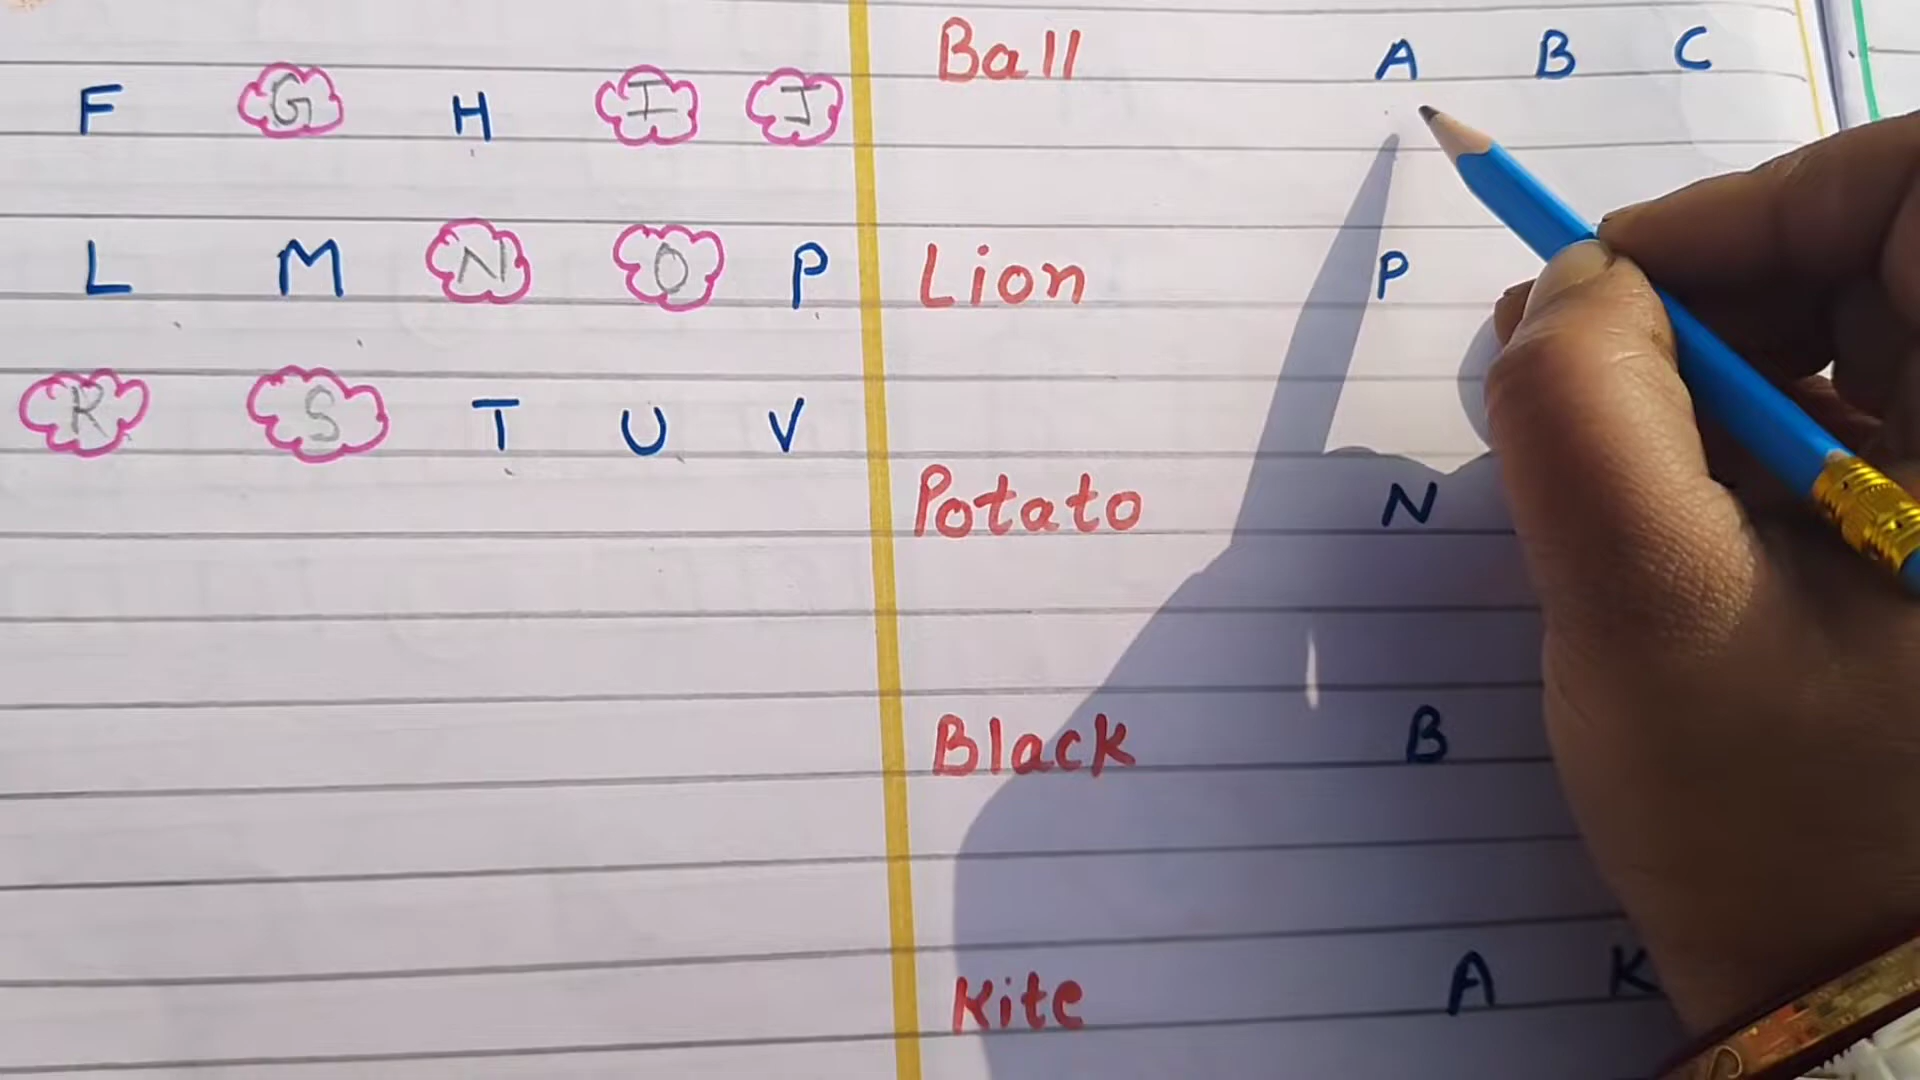 F G H I J
L M N O P
R S T U V
Ball A B C
Lion P
Potato N
Black B
Kite A K